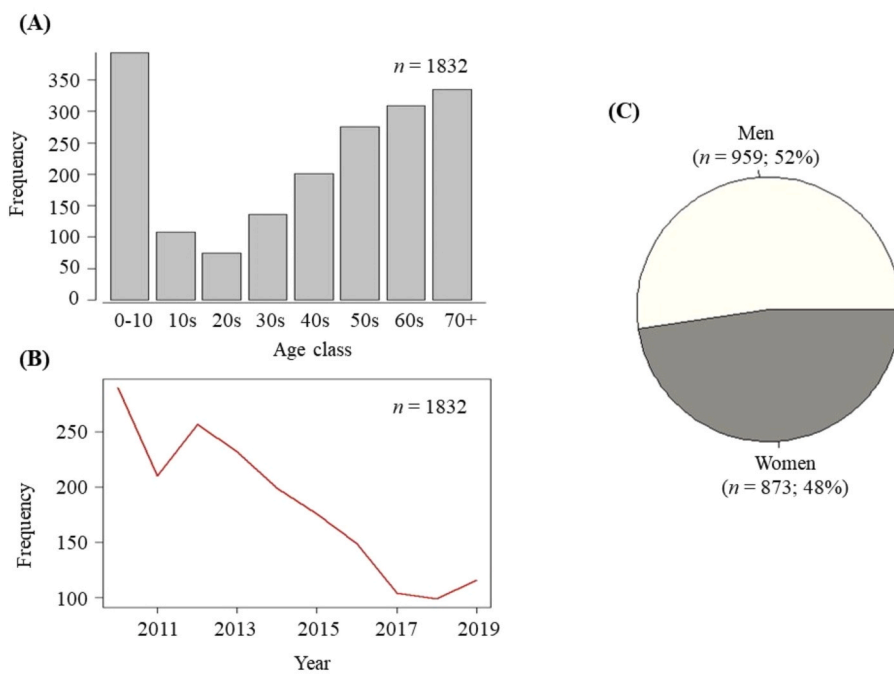 (A)
n = 1832
350
300
250
200
150
100
50
0
Frequency
0-10 10s 20s 30s 40s 50s 60s 70+
Age class
(B)
n = 1832
250
200
150
100
Frequency
2011 2013 2015 2017 2019
Year
(C)
Men
(n = 959; 52%)
Women
(n = 873; 48%)